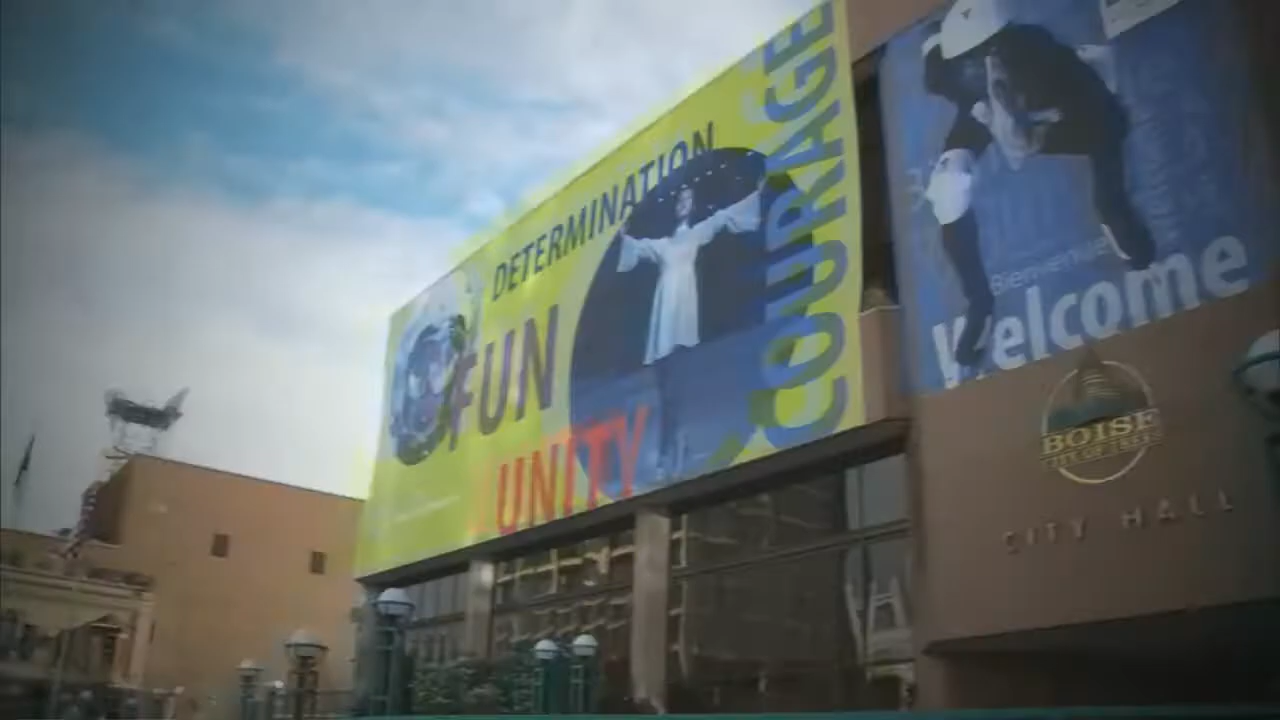 DETERMINATION
FUN
UNITY
COURAGE
Bienvenue
Welcome
BOISE
CITY OF TREES
CITY HALL